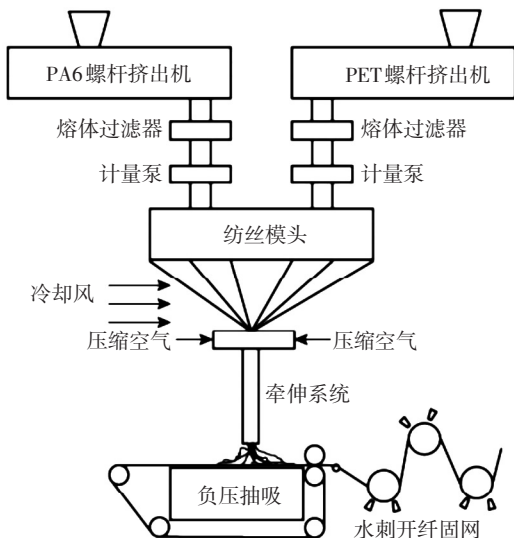 PA6螺杆挤出机
PET螺杆挤出机
熔体过滤器
熔体过滤器
计量泵
计量泵
纺丝模头
冷却风
压缩空气
压缩空气
牵伸系统
负压抽吸
水刺开纤固网